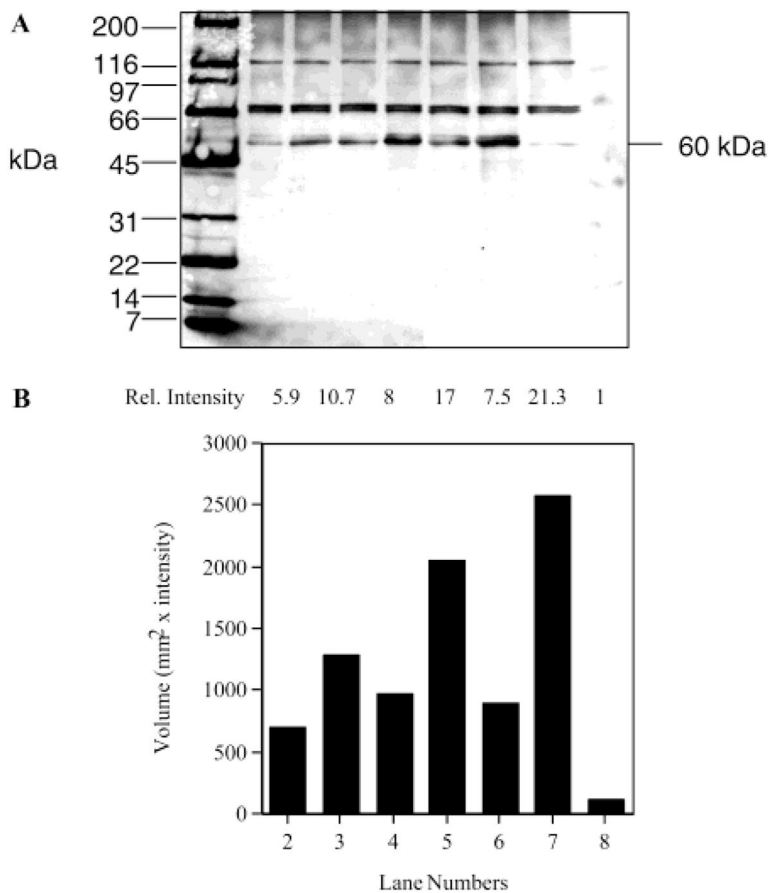 A
200
116
97
66
kDa
45
31
22
14
7
60 kDa
B
Rel. Intensity 5.9 10.7 8 17 7.5 21.3 1
3000
2500
2000
1500
1000
500
0
Volume (mm² x intensity)
2 3 4 5 6 7 8
Lane Numbers